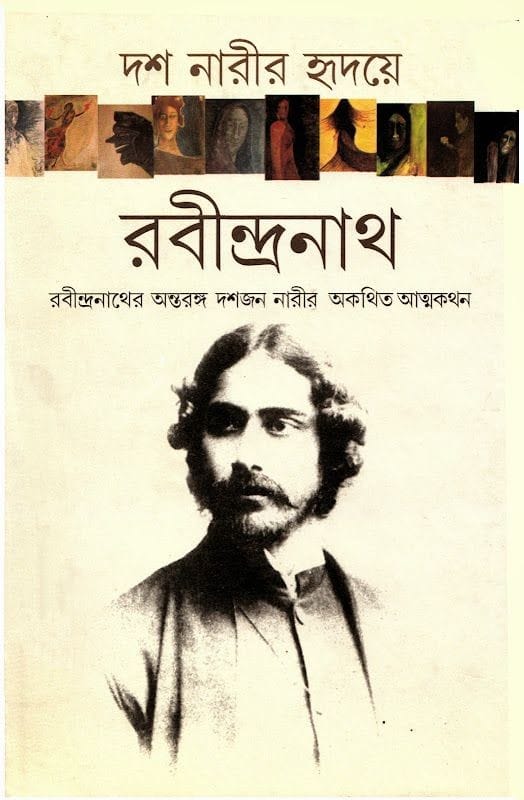 দশ নারীর হৃদয়ে
রবীন্দ্রনাথ
রবীন্দ্রনাথের অন্তরঙ্গ দশজন নারীর অকথিত আত্মকথন